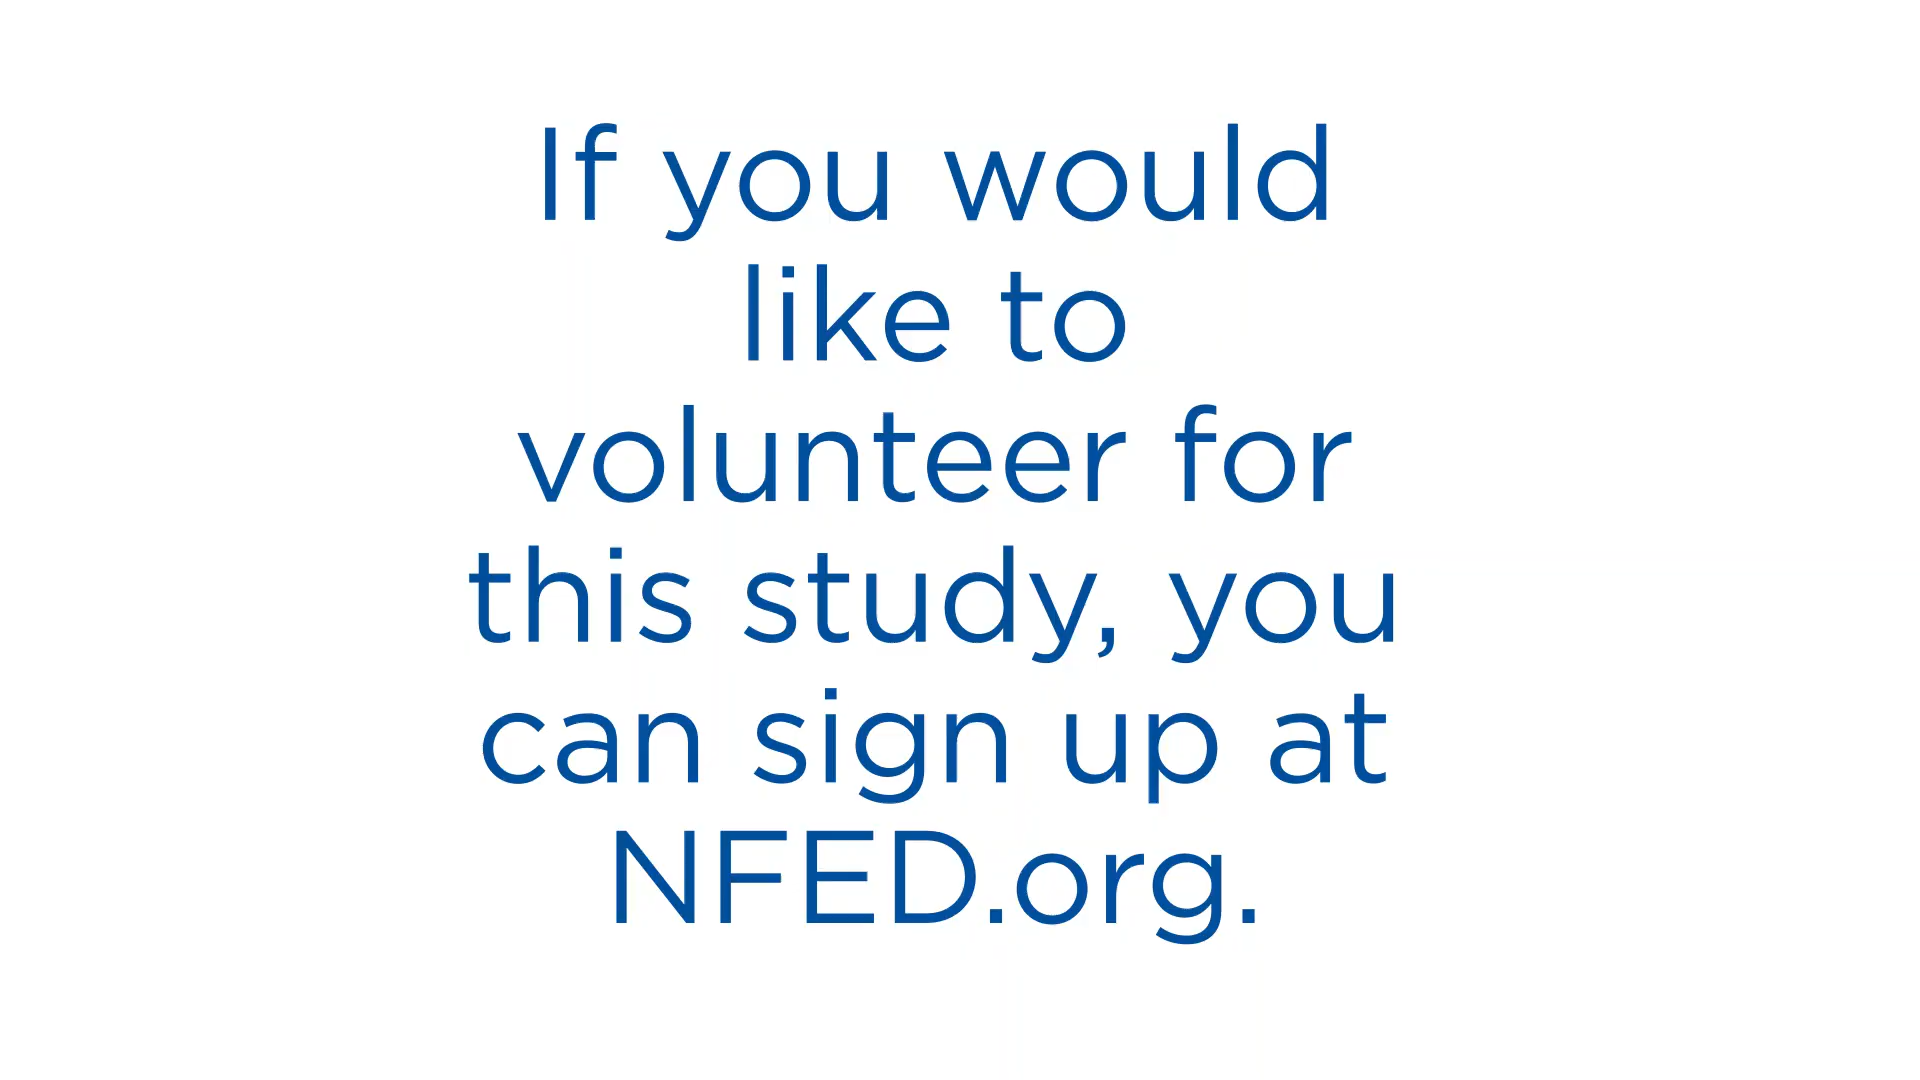 If you would
like to
volunteer for
this study, you
can sign up at
NFED.org.